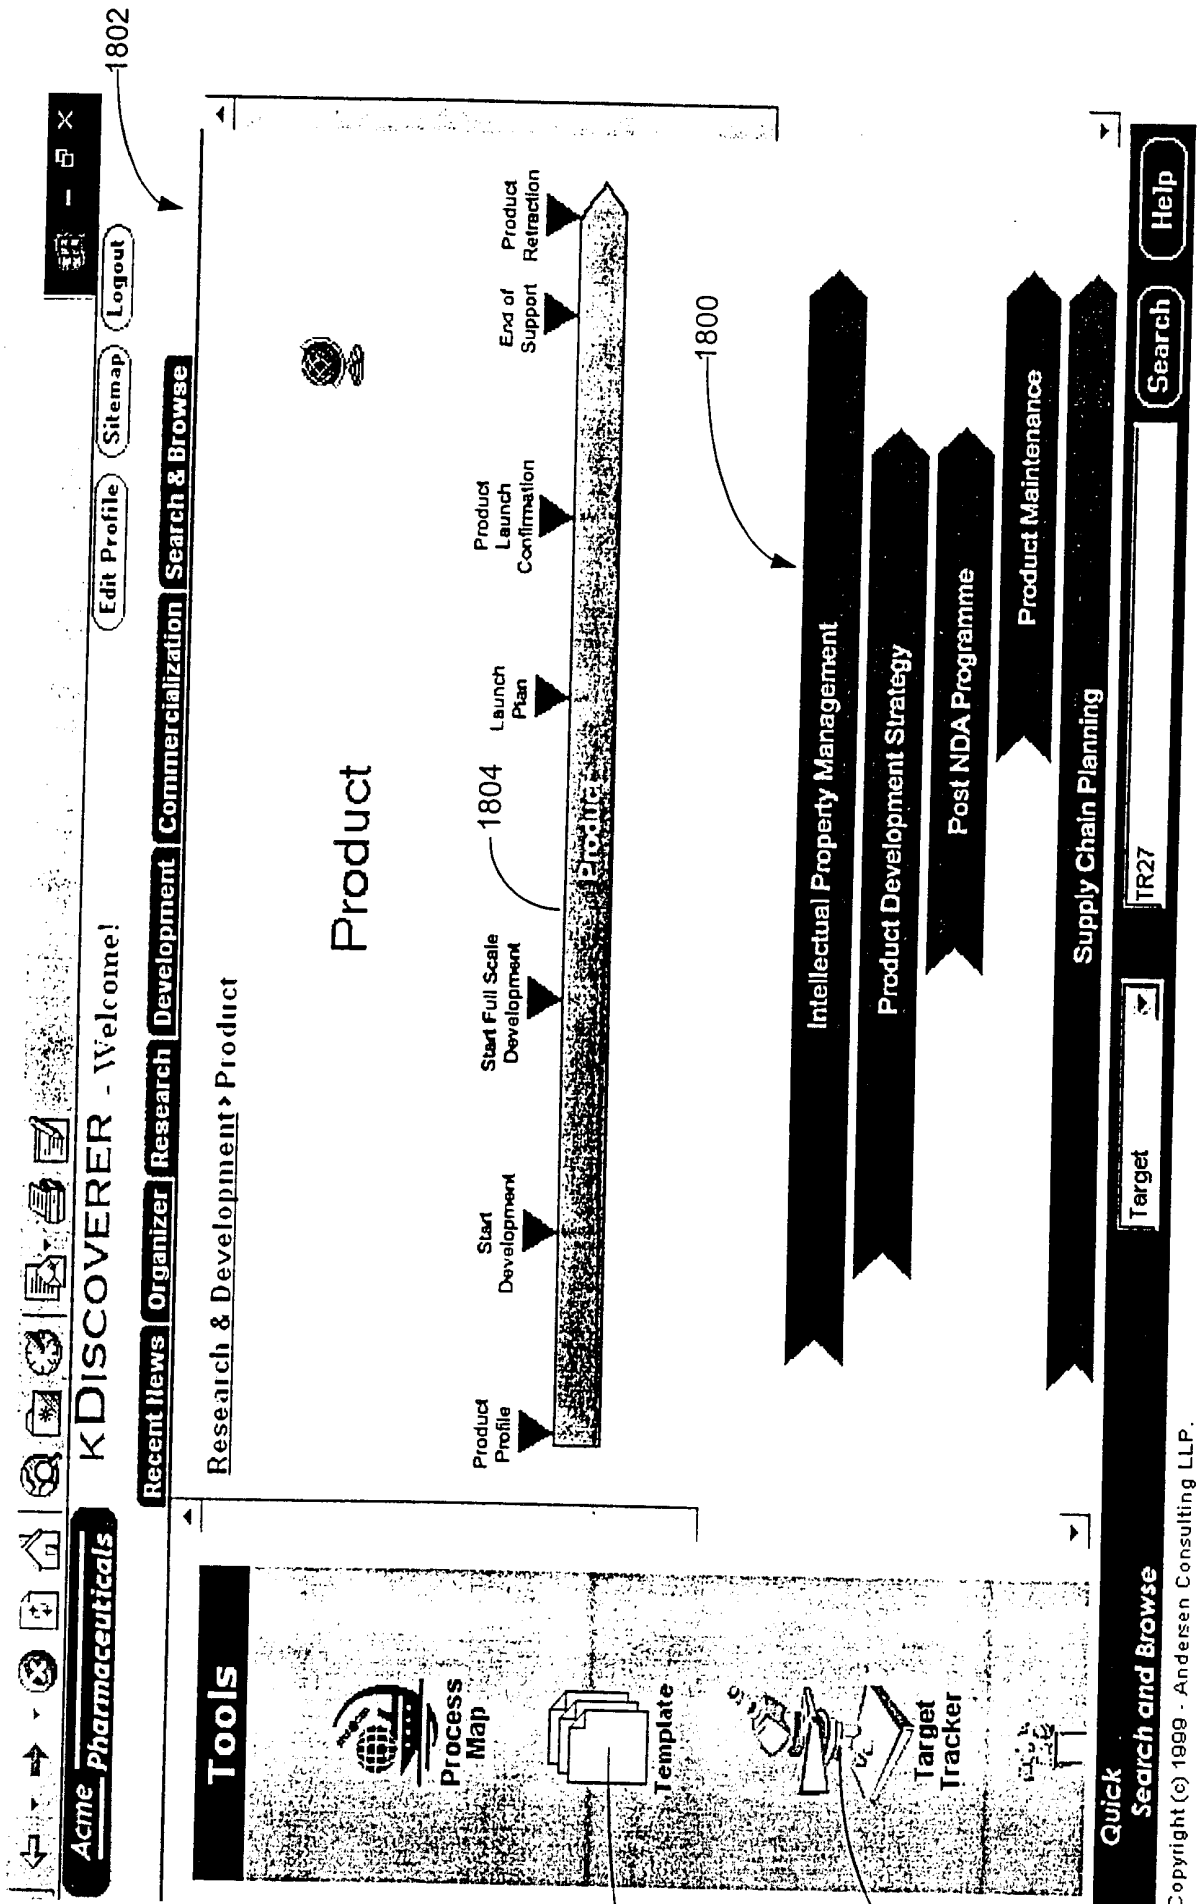 1802
Acme
Pharmaceuticals
KDISCOVERER - Welcome!
Edit Profile
Sitemap
Logout
Recent News
Organizer
Research
Development
Commercialization
Search & Browse
Tools
Process
Map
Template
Target
Tracker
Research & Development > Product
Product
Product
Profile
Start
Development
Start Full Scale
Development
1804
Launch
Plan
Product
Launch
Confirmation
End of
Support
Product
Retraction
Product
1800
Intellectual Property Management
Product Development Strategy
Post NDA Programme
Product Maintenance
Supply Chain Planning
Quick
Search and Browse
Target
TR27
Search
Help
Copyright (c) 1999 - Andersen Consulting LLP.